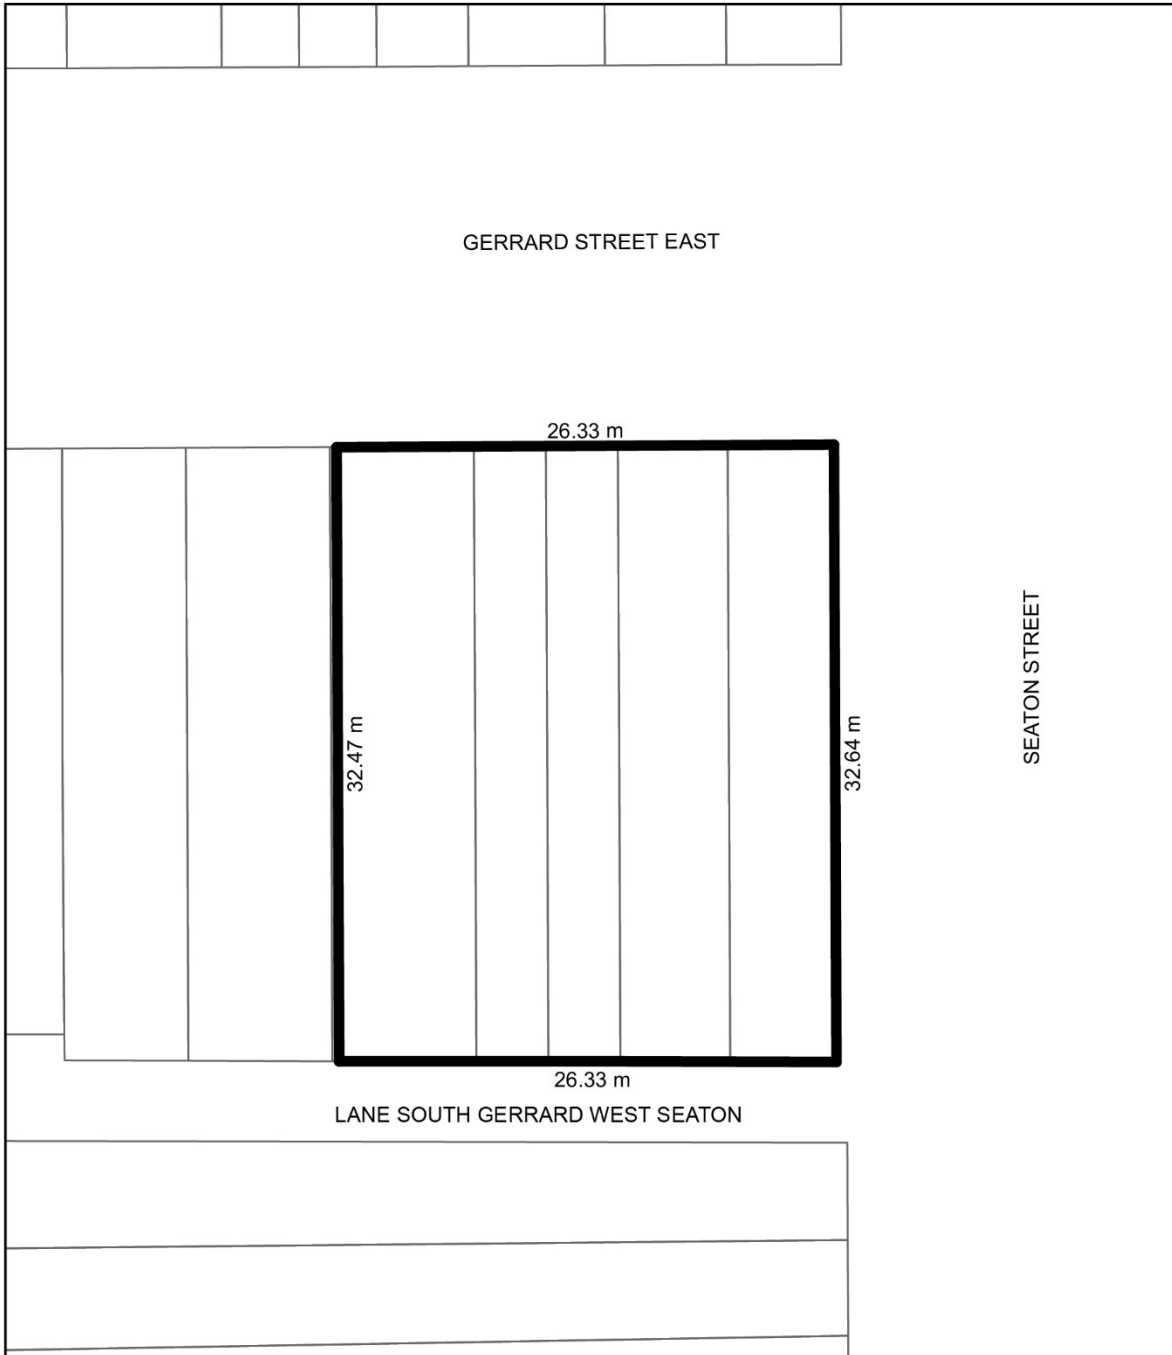 GERRARD STREET EAST
26.33 m
32.47 m
32.64 m
SEATON STREET
26.33 m
LANE SOUTH GERRARD WEST SEATON